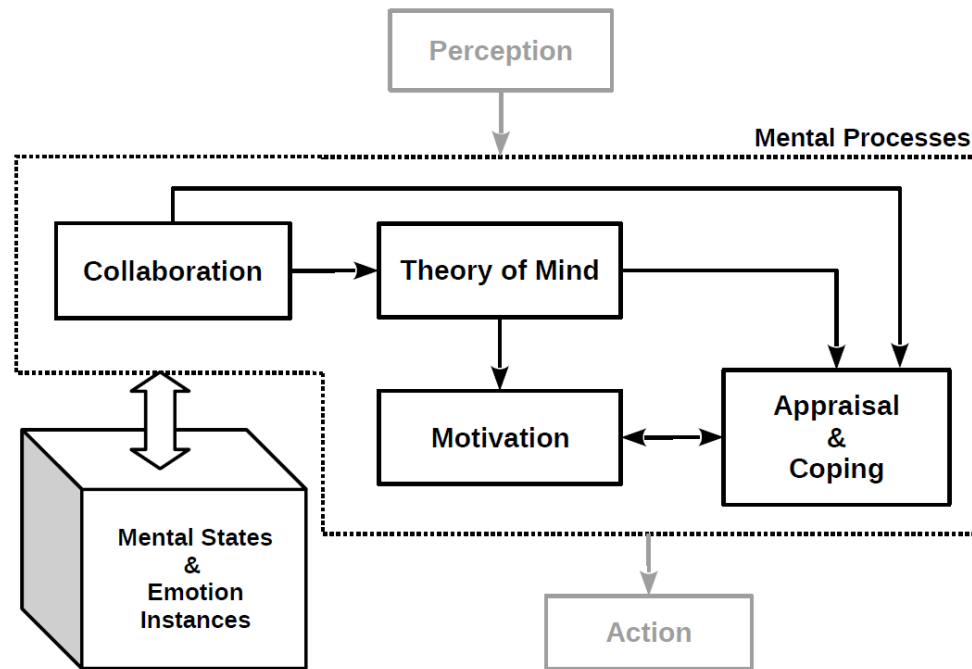 Perception
Mental Processes
Collaboration
Theory of Mind
Motivation
Appraisal
&
Coping
Mental States
&
Emotion
Instances
Action